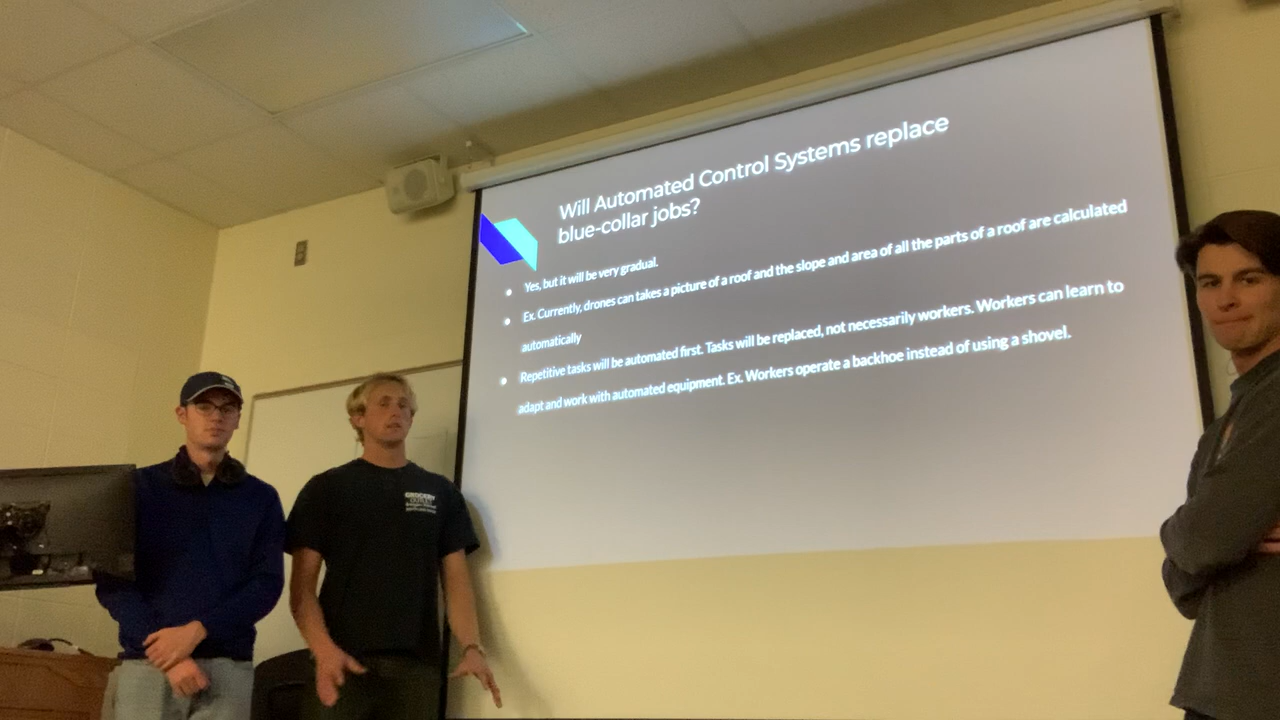 Will Automated Control Systems replace
blue-collar jobs?
Yes, but it will be very gradual.
Ex. Currently, drones can takes a picture of a roof and the slope and area of all the parts of a roof are calculated
automatically
Repetitive tasks will be automated first. Tasks will be replaced, not necessarily workers. Workers can learn to
adapt and work with automated equipment. Ex. Workers operate a backhoe instead of using a shovel.
GROCERY